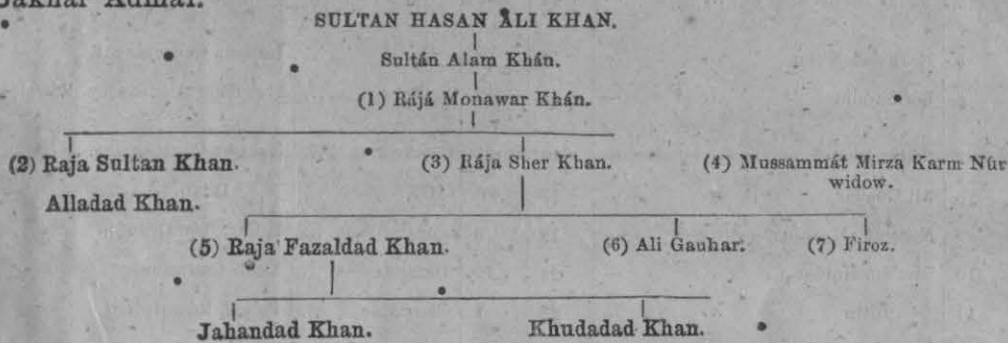 SULTAN HASAN ALI KHAN.
Sultán Alam Khán.
(1) Rájá Monawar Khán.
(2) Raja Sultan Khan. (3) Rája Sher Khan. (4) Mussammát Mirza Karm Núr
widow.
Alladad Khan.
(5) Raja Fazaldad Khan. (6) Ali Gauhar. (7) Firoz.
Jahandad Khan. Khudadad Khan.